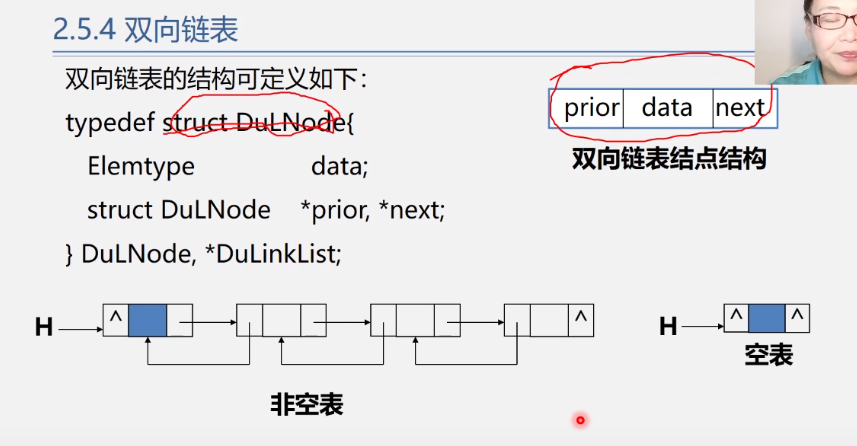 2.5.4 双向链表
双向链表的结构可定义如下：
typedef struct DuLNode{
Elemtype data;
struct DuLNode *prior, *next;
} DuLNode, *DuLinkList;
prior data next
双向链表结点结构
H ^ ^
非空表
H ^ ^
空表